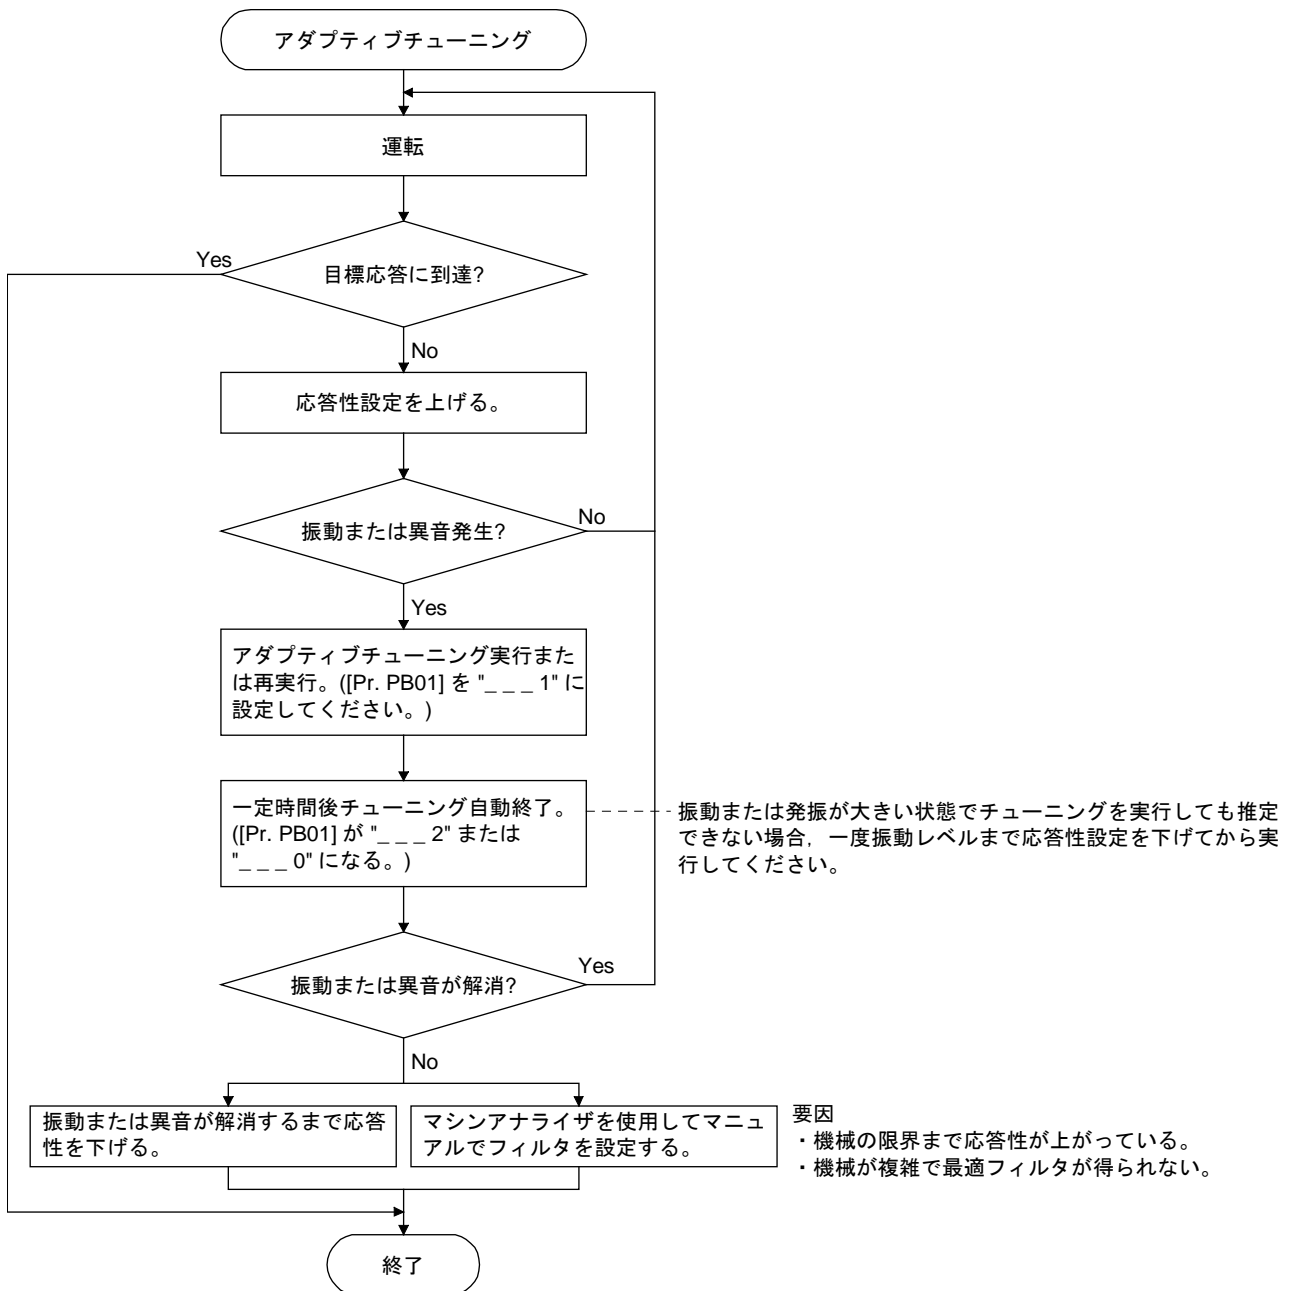 アダプティブチューニング
運転
Yes
目標応答に到達?
No
応答性設定を上げる。
振動または異音発生?
No
Yes
アダプティブチューニング実行また
は再実行。([Pr. PB01] を "_ _ _ 1" に
設定してください。)
一定時間後チューニング自動終了。
([Pr. PB01] が "_ _ _ 2" または
"_ _ _ 0" になる。)
振動または発振が大きい状態でチューニングを実行しても推定
できない場合，一度振動レベルまで応答性設定を下げてから実
行してください。
振動または異音が解消?
Yes
No
振動または異音が解消するまで応答
性を下げる。
マシンアナライザを使用してマニュ
アルでフィルタを設定する。
要因
・機械の限界まで応答性が上がっている。
・機械が複雑で最適フィルタが得られない。
終了